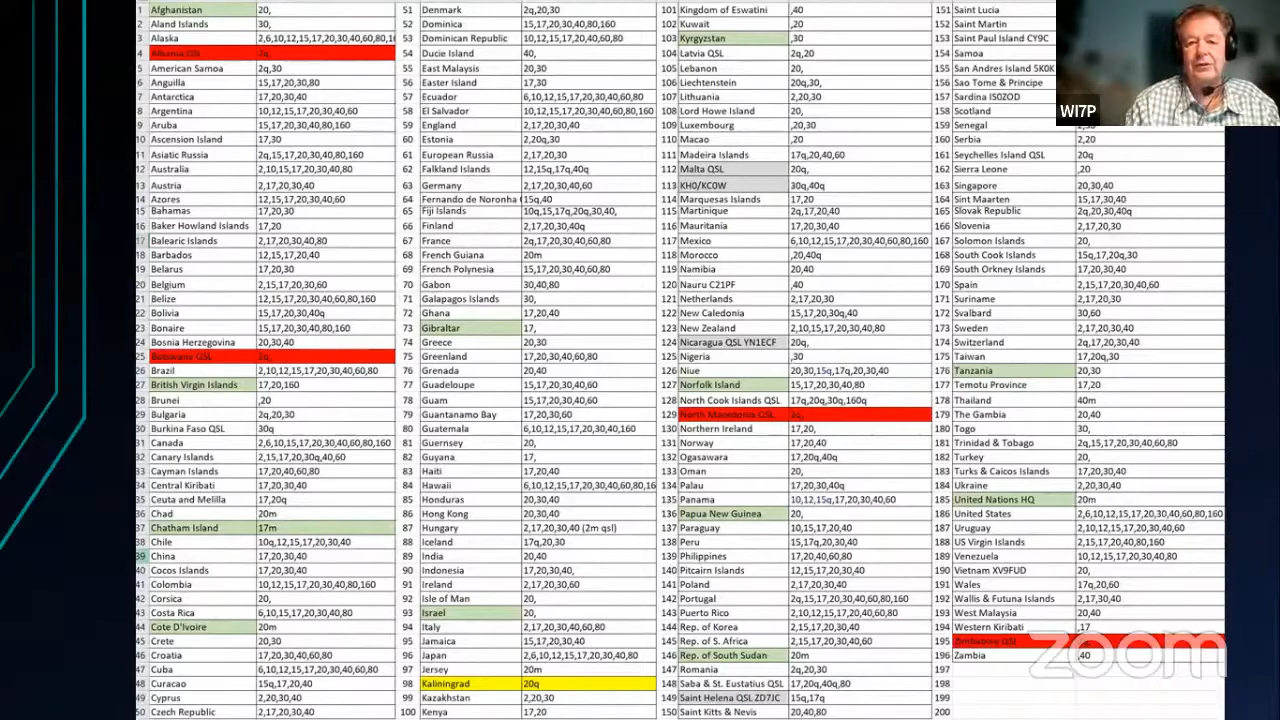 1 Afghanistan 20,
2 Aland Islands 30,
3 Alaska 2,6,10,12,15,17,20,30,40,60,80,1
4 Albania QSL 2q,
5 American Samoa 2q,30
6 Anguilla 15,17,20,30,80
7 Antarctica 17,20,30,40
8 Argentina 10,12,15,17,20,30,40,60,80
9 Aruba 15,17,20,30,40,80,160
10 Ascension Island 17,30
11 Asiatic Russia 2q,15,17,20,30,40,80,160
12 Australia 2,10,15,17,20,30,40,80,160
13 Austria 2,17,20,30,40
14 Azores 12,15,17,20,30,40,60
15 Bahamas 17,20,30
16 Baker Howland Islands 17,20
17 Balearic Islands 2,17,20,30,40,80
18 Barbados 12,15,17,20,40
19 Belarus 17,20,30
20 Belgium 2,15,17,20,30,60
21 Belize 12,15,17,20,30,40,60,80,160
22 Bolivia 15,17,20,30,40q
23 Bonaire 15,17,20,30,40,80,160
24 Bosnia Herzegovina 20,30,40
25 Botswana QSL 2q,
26 Brazil 2,10,12,15,17,20,30,40,60,80
27 British Virgin Islands 17,20,160
28 Brunei ,20
29 Bulgaria 2q,20,30
30 Burkina Faso QSL 30q
31 Canada 2,6,10,12,15,17,20,30,40,60,80,160
32 Canary Islands 2,15,17,20,30q,40,60
33 Cayman Islands 17,20,40,60,80
34 Central Kiribati 17,20,30,40
35 Ceuta and Melilla 17,20q
36 Chad 20m
37 Chatham Island 17m
38 Chile 10q,12,15,17,20,30,40
39 China 17,20,30,40
40 Cocos Islands 17,20,30,40
41 Colombia 10,12,15,17,20,30,40,80,160
42 Corsica 20,
43 Costa Rica 6,10,12,15,17,20,30,40,80
44 Cote D'Ivoire 20m
45 Crete 20,30
46 Croatia 17,20,30,40,60,80
47 Cuba 6,10,12,15,17,20,30,40,60,80
48 Curacao 15q,17,20,40
49 Cyprus 2,20,30,40
50 Czech Republic 2,17,20,30,40
51 Denmark 2q,20,30
52 Dominica 15,17,20,30,40,80,160
53 Dominican Republic 10,12,15,17,20,30,40,60,80
54 Ducie Island 40,
55 East Malaysis 20,30
56 Easter Island 17,30
57 Ecuador 6,10,12,15,17,20,30,40,60,80
58 El Salvador 10,12,15,17,20,30,40,60,80,160
59 England 2,17,20,30,40
60 Estonia 2,20q,30
61 European Russia 2,17,20,30
62 Falkland Islands 12,15q,17q,40q
63 Germany 2,17,20,30,40,60
64 Fernando de Noronha ( 15q,40
65 Fiji Islands 10q,15,17q,20q,30,40,
66 Finland 2,17,20,30,40q
67 France 2q,17,20,30,40,60,80
68 French Guiana 20m
69 French Polynesia 15,17,20,30,40,60,80
70 Gabon 30,40,80
71 Galapagos Islands 30,
72 Ghana 17,20,40
73 Gibraltar 17,
74 Greece 20,30
75 Greenland 17,20,30,40,60,80
76 Grenada 20,40
77 Guadeloupe 15,17,20,30,40,60
78 Guam 15,17,20,30,40,80
79 Guantanamo Bay 17,20,30,60
80 Guatemala 6,10,12,15,17,20,30,40,160
81 Guernsey 20,
82 Guyana 17,
83 Haiti 17,20,40
84 Hawaii 6,10,12,15,17,20,30,40,60,80,16
85 Honduras 20,30,40
86 Hong Kong 20,30,40
87 Hungary 2,17,20,30,40 (2m qsl)
88 Iceland 17q,20,30
89 India 20,40
90 Indonesia 17,20,30,40,
91 Ireland 2,17,20,30,60
92 Isle of Man 20,
93 Israel 20,
94 Italy 2,17,20,30,40,60,80
95 Jamaica 15,17,20,30,40
96 Japan 2,6,10,12,15,17,20,30,40,80
97 Jersey 20m
98 Kaliningrad 20q
99 Kazakhstan 2,20,30
100 Kenya 17,20
101 Kingdom of Eswatini ,40
102 Kuwait ,20
103 Kyrgyzstan ,30
104 Latvia QSL 2q,20
105 Lebanon 20,
106 Liechtenstein 20q,30,
107 Lithuania 2,20,30
108 Lord Howe Island 20,
109 Luxembourg ,20,30
110 Macao ,20
111 Madeira Islands 17q,20,40,60
112 Malta QSL 20q,
113 KH0/KC0W 30q,40q
114 Marquesas Islands 17,20
115 Martinique 2q,17,20,40
116 Mauritania 17,20,30,40
117 Mexico 6,10,12,15,17,20,30,40,60,80,160
118 Morocco ,20,40q
119 Namibia 20,40
120 Nauru C21PF ,40
121 Netherlands 2,17,20,30
122 New Caledonia 15,17,20,30q,40
123 New Zealand 2,10,15,17,20,30,40,80
124 Nicaragua QSL YN1ECF 20q,
125 Nigeria ,30
126 Niue 20,30,15q,17q,20,30,40
127 Norfolk Island 15,17,20,30,40,80
128 North Cook Islands QSL 17q,20q,30q,160q
129 North Macedonia QSL 2q,
130 Northern Ireland 17,20,
131 Norway 17,20,40
132 Ogasawara 17,20q,40q
133 Oman 20,
134 Palau 17,20,30,40q
135 Panama 10,12,15q,17,20,30,40,60
136 Papua New Guinea 20,
137 Paraguay 10,15,17,20,40
138 Peru 15,17q,20,30,40
139 Philippines 17,20,40,60,80
140 Pitcairn Islands 12,15,17,20,30,40
141 Poland 2,17,20,30,40
142 Portugal 2q,15,17,20,30,40,60,80,160
143 Puerto Rico 2,10,12,15,17,20,30,40,60,80
144 Rep. of Korea 2,15,17,20,30,40
145 Rep. of S. Africa 2,15,17,20,30,40,60
146 Rep. of South Sudan 20m
147 Romania 2q,20,30
148 Saba & St. Eustatius QSL 17,20q,40q,80
149 Saint Helena QSL ZD7JC 15q,17q
150 Saint Kitts & Nevis 20,40,80
151 Saint Lucia
152 Saint Martin
153 Saint Paul Island CY9C
154 Samoa
155 San Andres Island 5K0K
156 Sao Tome & Principe
157 Sardina IS0ZOD
158 Scotland
159 Senegal
160 Serbia 2,20
161 Seychelles Island QSL 20q
162 Sierra Leone ,20
163 Singapore 20,30,40
164 Sint Maarten 15,17,30,40
165 Slovak Republic 2q,20,30,40q
166 Slovenia 2,17,20,30
167 Solomon Islands 20,
168 South Cook Islands 15q,17,20q,30
169 South Orkney Islands 17,20,30,40
170 Spain 2,15,17,20,30,40,60
171 Suriname 2,17,20,30
172 Svalbard 30,60
173 Sweden 2,17,20,30,40
174 Switzerland 2q,17,20,30,40
175 Taiwan 17,20q,30
176 Tanzania 20,30
177 Temotu Province 17,20
178 Thailand 40m
179 The Gambia 20,40
180 Togo 30,
181 Trinidad & Tobago 2q,15,17,20,30,40,60,80
182 Turkey 20,
183 Turks & Caicos Islands 17,20,30,40
184 Ukraine 2,20,30,40
185 United Nations HQ 20m
186 United States 2,6,10,12,15,17,20,30,40,60,80,160
187 Uruguay 2,10,12,15,17,20,30,40,60
188 US Virgin Islands 2,15,17,20,40,60,80,160
189 Venezuela 10,12,15,17,20,30,40,80,160
190 Vietnam XV9FUD 20,
191 Wales 17q,20,60
192 Wallis & Futuna Islands 2,17,30,40
193 West Malaysia 20,40
194 Western Kiribati ,17
195 Zimbabwe QSL
196 Zambia ,40
197
198
199
200
WI7P
zoom